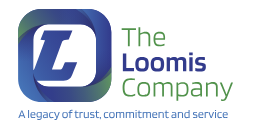 L
The
Loomis
Company
A legacy of trust, commitment and service